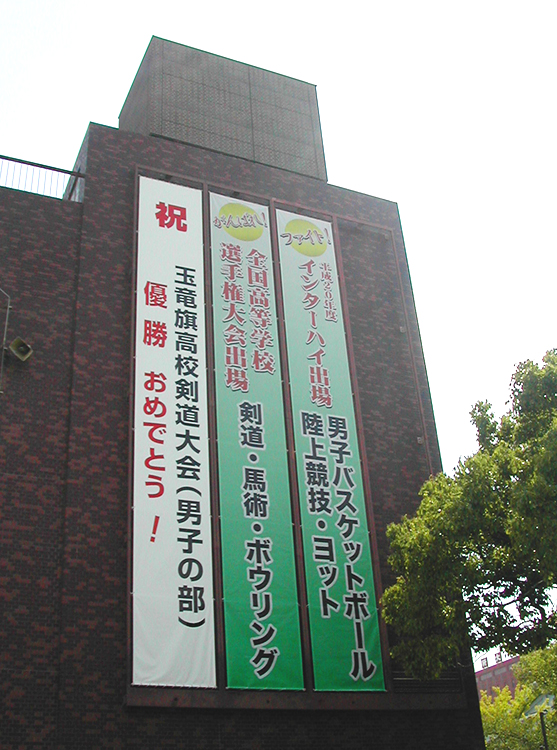 祝
玉竜旗高校剣道大会(男子の部)
優勝 おめでとう!
がんばれ!
全国高等学校
選手権大会出場
剣道・馬術・ボウリング
ファイト!
平成20年度
インターハイ出場
男子バスケットボール
陸上競技・ヨット